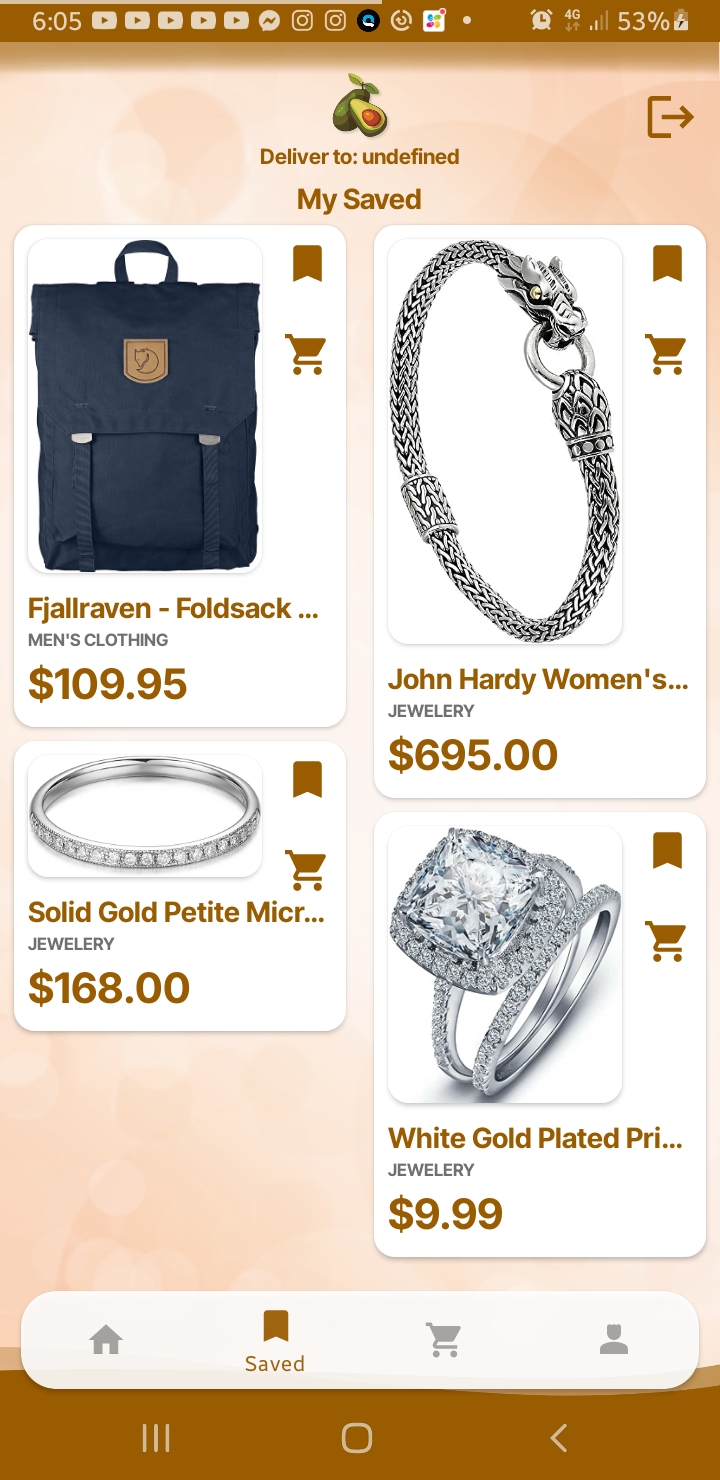 6:05
4G
53%
Deliver to: undefined
My Saved
Fjallraven - Foldsack ...
MEN'S CLOTHING
$109.95
John Hardy Women's...
JEWELERY
$695.00
Solid Gold Petite Micr...
JEWELERY
$168.00
White Gold Plated Pri...
JEWELERY
$9.99
Saved